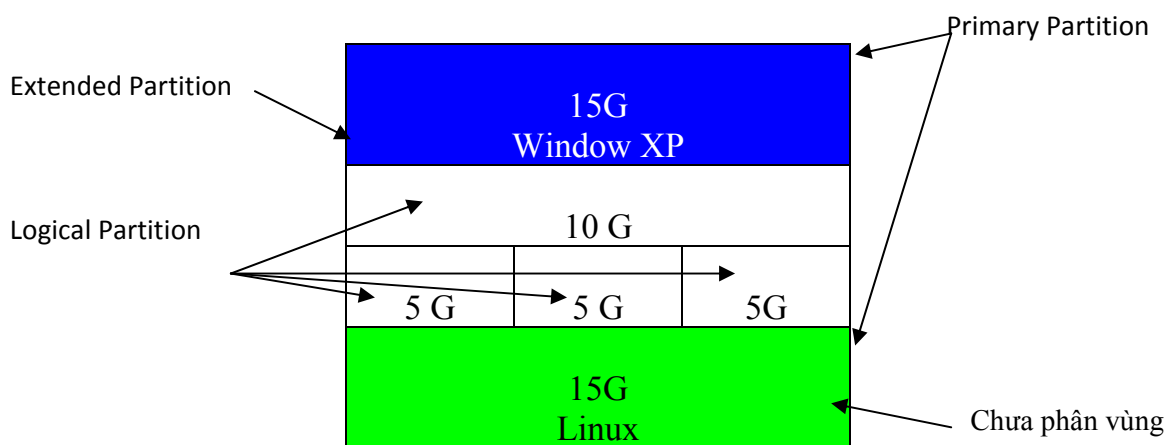 Primary Partition
Extended Partition
15G
Window XP
Logical Partition
10 G
5 G
5 G
5G
15G
Linux
Chưa phân vùng